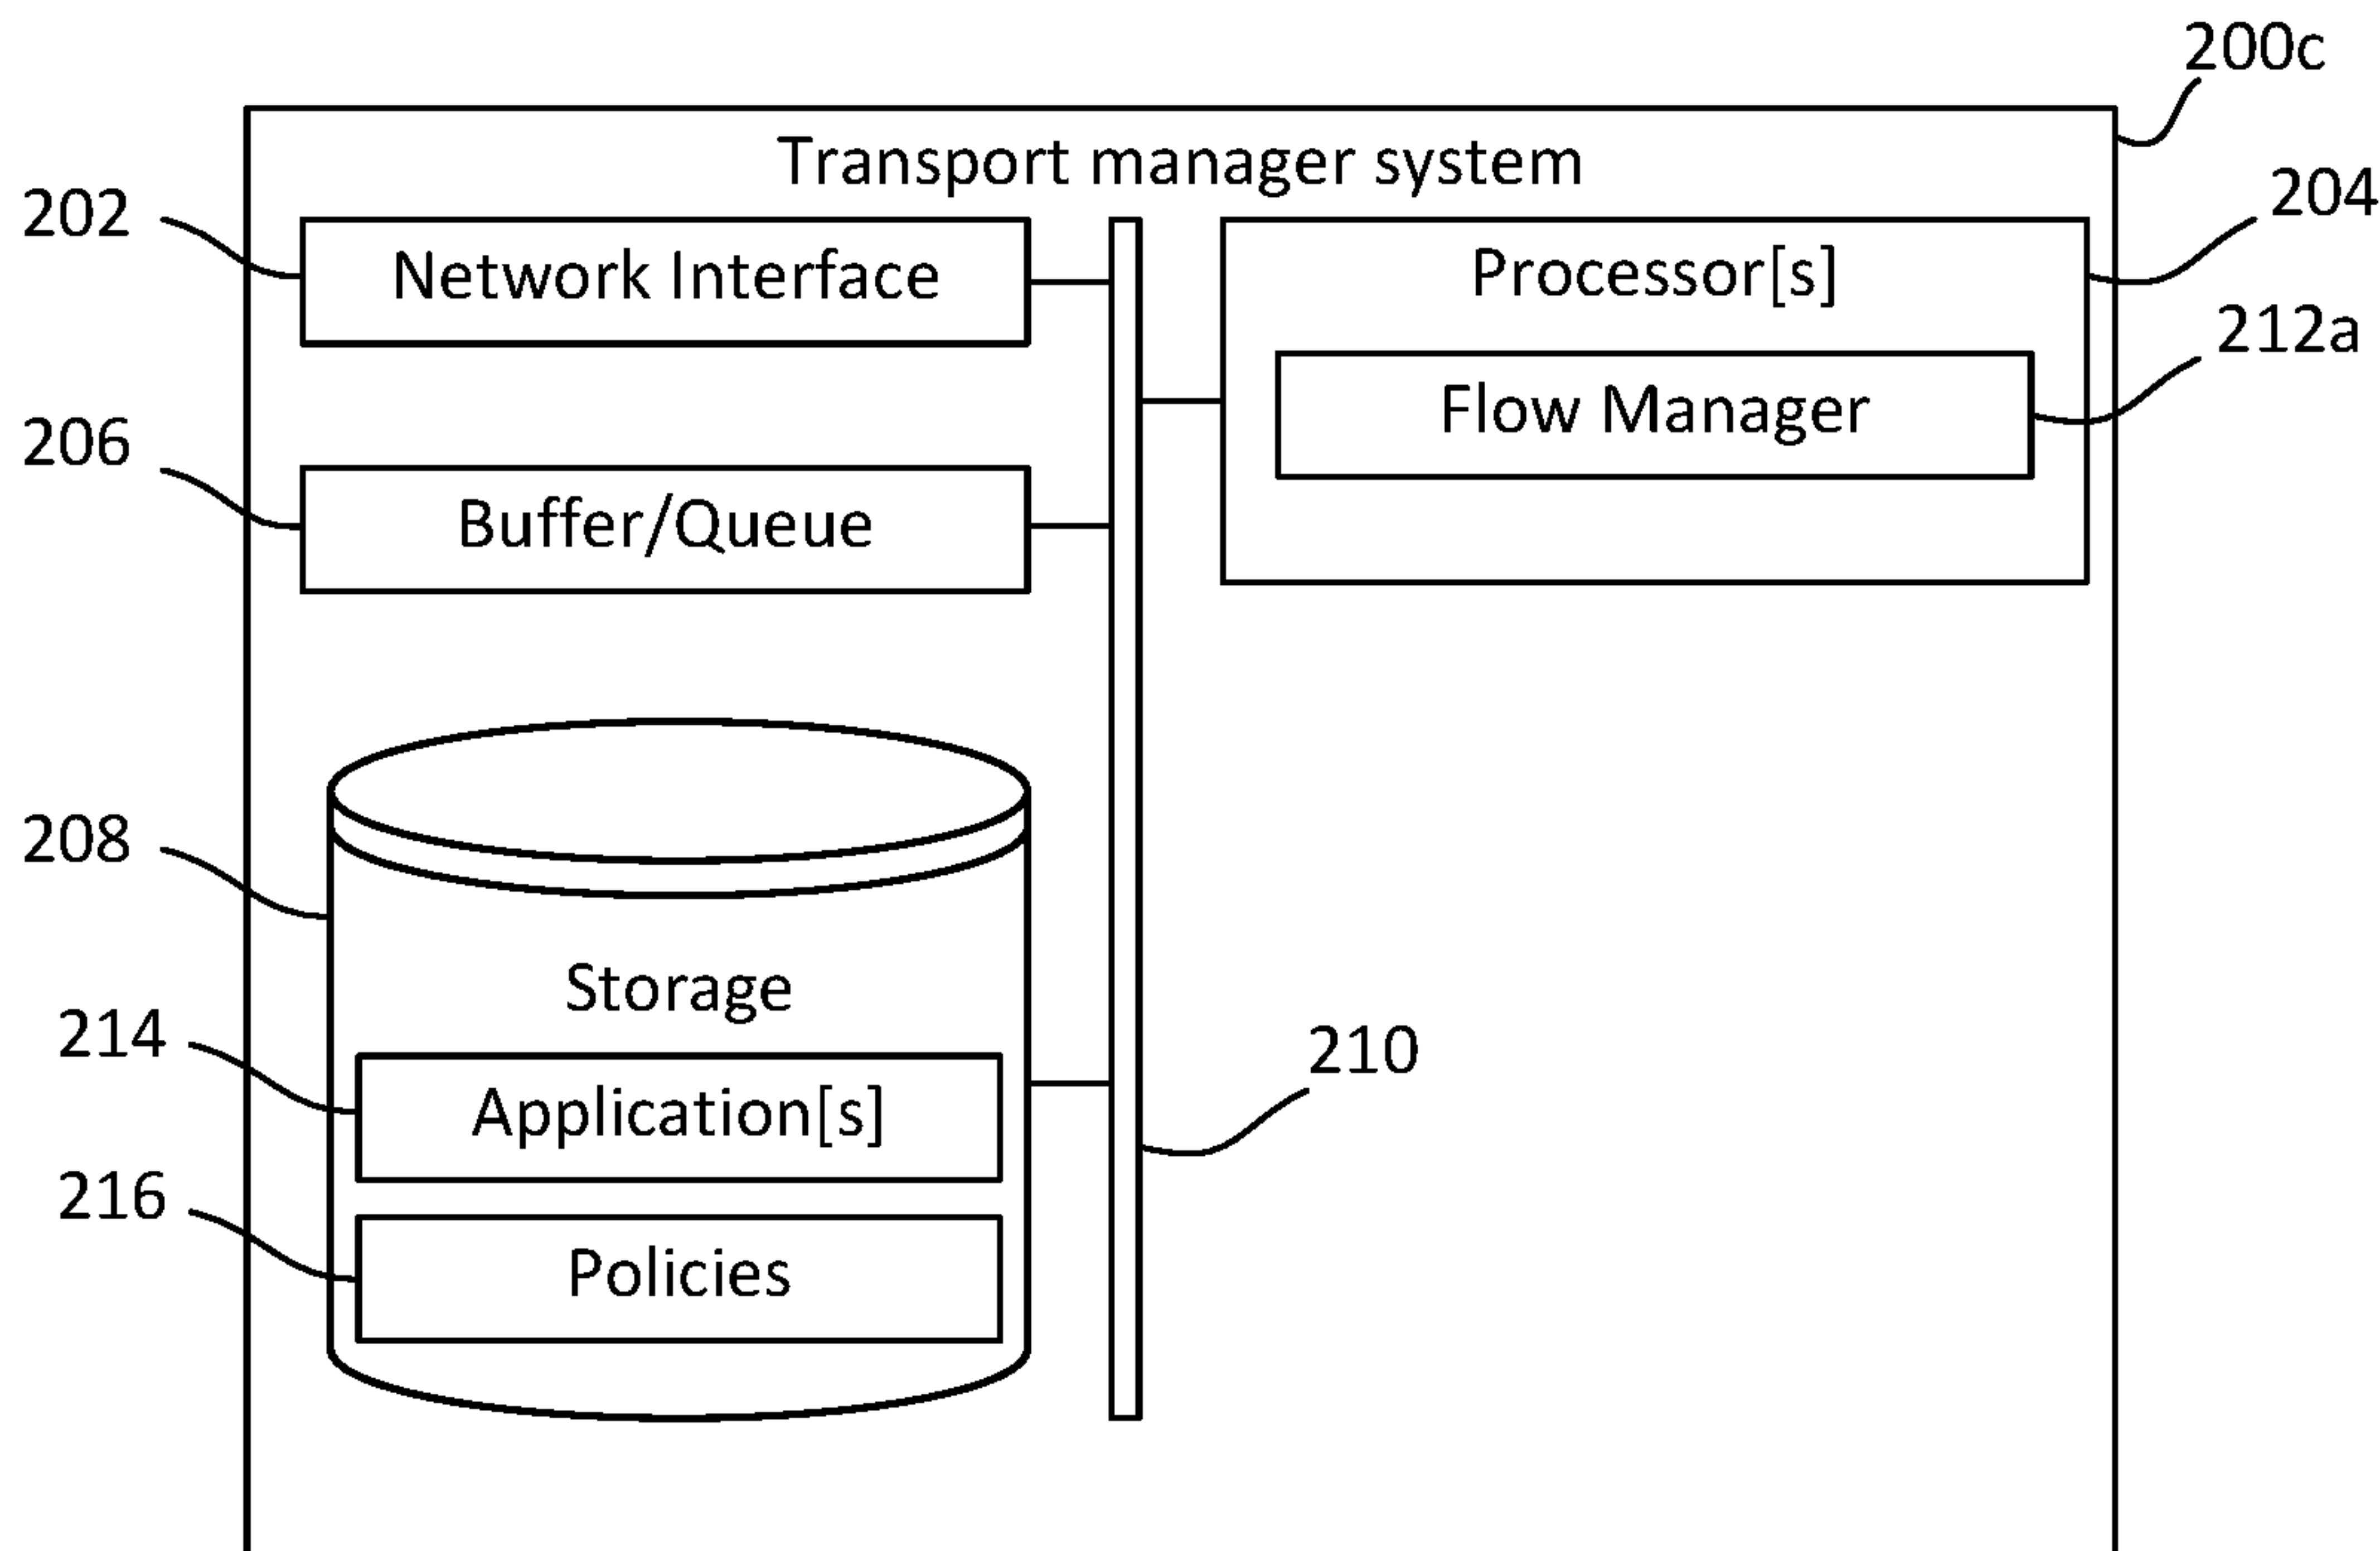 200c
Transport manager system
202
Network Interface
Processor[s]
204
Flow Manager
212a
206
Buffer/Queue
208
Storage
214
Application[s]
210
216
Policies